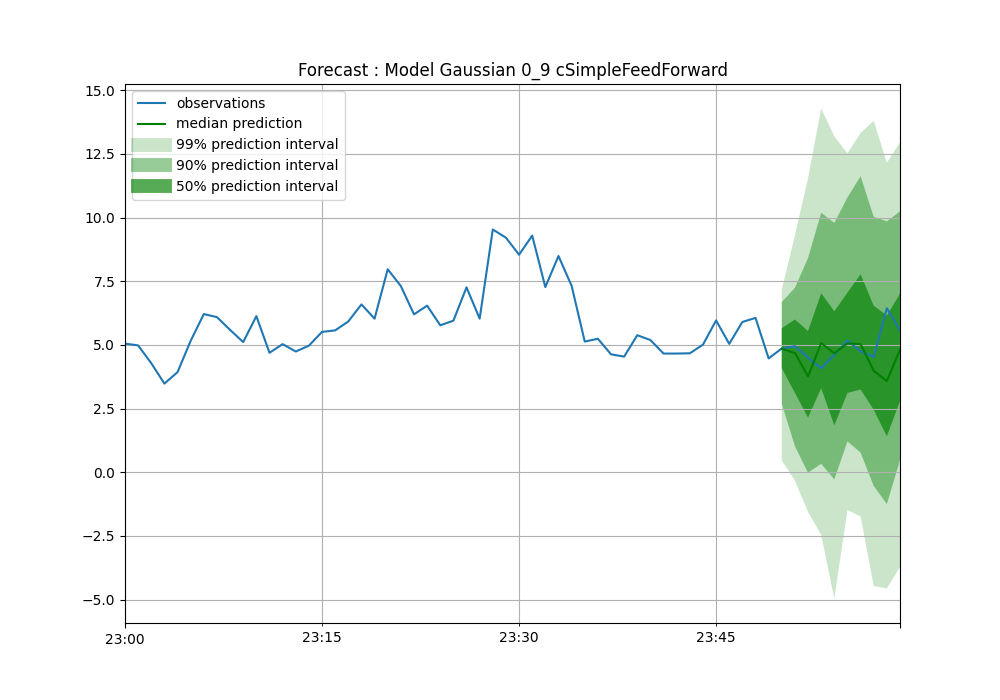 Forecast : Model Gaussian 0_9 cSimpleFeedForward
15.0
12.5
10.0
7.5
5.0
2.5
0.0
−2.5
−5.0
observations
median prediction
99% prediction interval
90% prediction interval
50% prediction interval
23:00
23:15
23:30
23:45